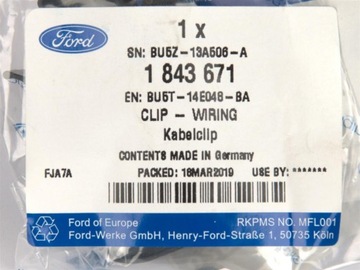 Ford
1 x
SN: BU5Z-13A506-A
1 843 671
EN: BU5T-14E048-BA
CLIP - WIRING
Kabelclip
CONTENTS MADE IN Germany
FJA7A
PACKED: 18MAR2019
USE BY: *******
Ford of Europe
RKPMS NO. MFL001
Ford-Werke GmbH, Henry-Ford-Straße 1, 50735 Köln